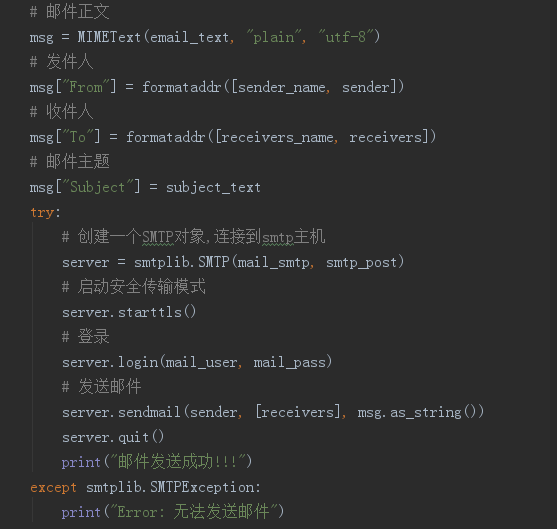 # 邮件正文
msg = MIMEText(email_text, "plain", "utf-8")
# 发件人
msg["From"] = formataddr([sender_name, sender])
# 收件人
msg["To"] = formataddr([receivers_name, receivers])
# 邮件主题
msg["Subject"] = subject_text
try:
    # 创建一个SMTP对象,连接到smtp主机
    server = smtplib.SMTP(mail_smtp, smtp_post)
    # 启动安全传输模式
    server.starttls()
    # 登录
    server.login(mail_user, mail_pass)
    # 发送邮件
    server.sendmail(sender, [receivers], msg.as_string())
    server.quit()
    print("邮件发送成功!!!")
except smtplib.SMTPException:
    print("Error: 无法发送邮件")